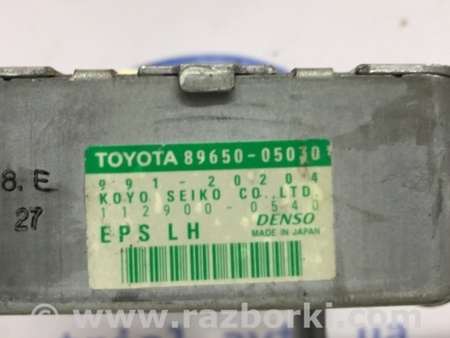 TOYOTA 89650-05030
991-20204
KOYO SEIKO CO.,LTD.
112900-0540
DENSO
EPS LH
MADE IN JAPAN
8. E
27
www.razborki.com